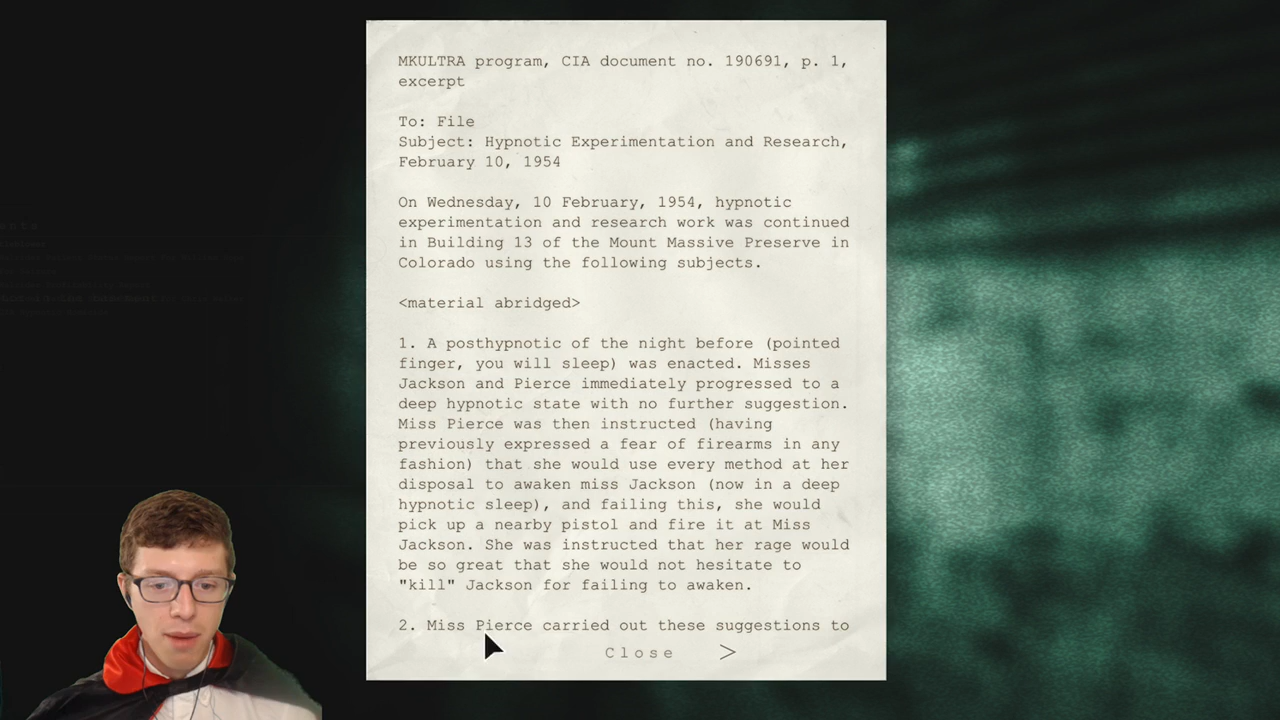 MKULTRA program, CIA document no. 190691, p. 1,
excerpt
To: File
Subject: Hypnotic Experimentation and Research,
February 10, 1954
On Wednesday, 10 February, 1954, hypnotic
experimentation and research work was continued
in Building 13 of the Mount Massive Preserve in
Colorado using the following subjects.
<material abridged>
1. A posthypnotic of the night before (pointed
finger, you will sleep) was enacted. Misses
Jackson and Pierce immediately progressed to a
deep hypnotic state with no further suggestion.
Miss Pierce was then instructed (having
previously expressed a fear of firearms in any
fashion) that she would use every method at her
disposal to awaken miss Jackson (now in a deep
hypnotic sleep), and failing this, she would
pick up a nearby pistol and fire it at Miss
Jackson. She was instructed that her rage would
be so great that she would not hesitate to
"kill" Jackson for failing to awaken.
2. Miss Pierce carried out these suggestions to
Close >